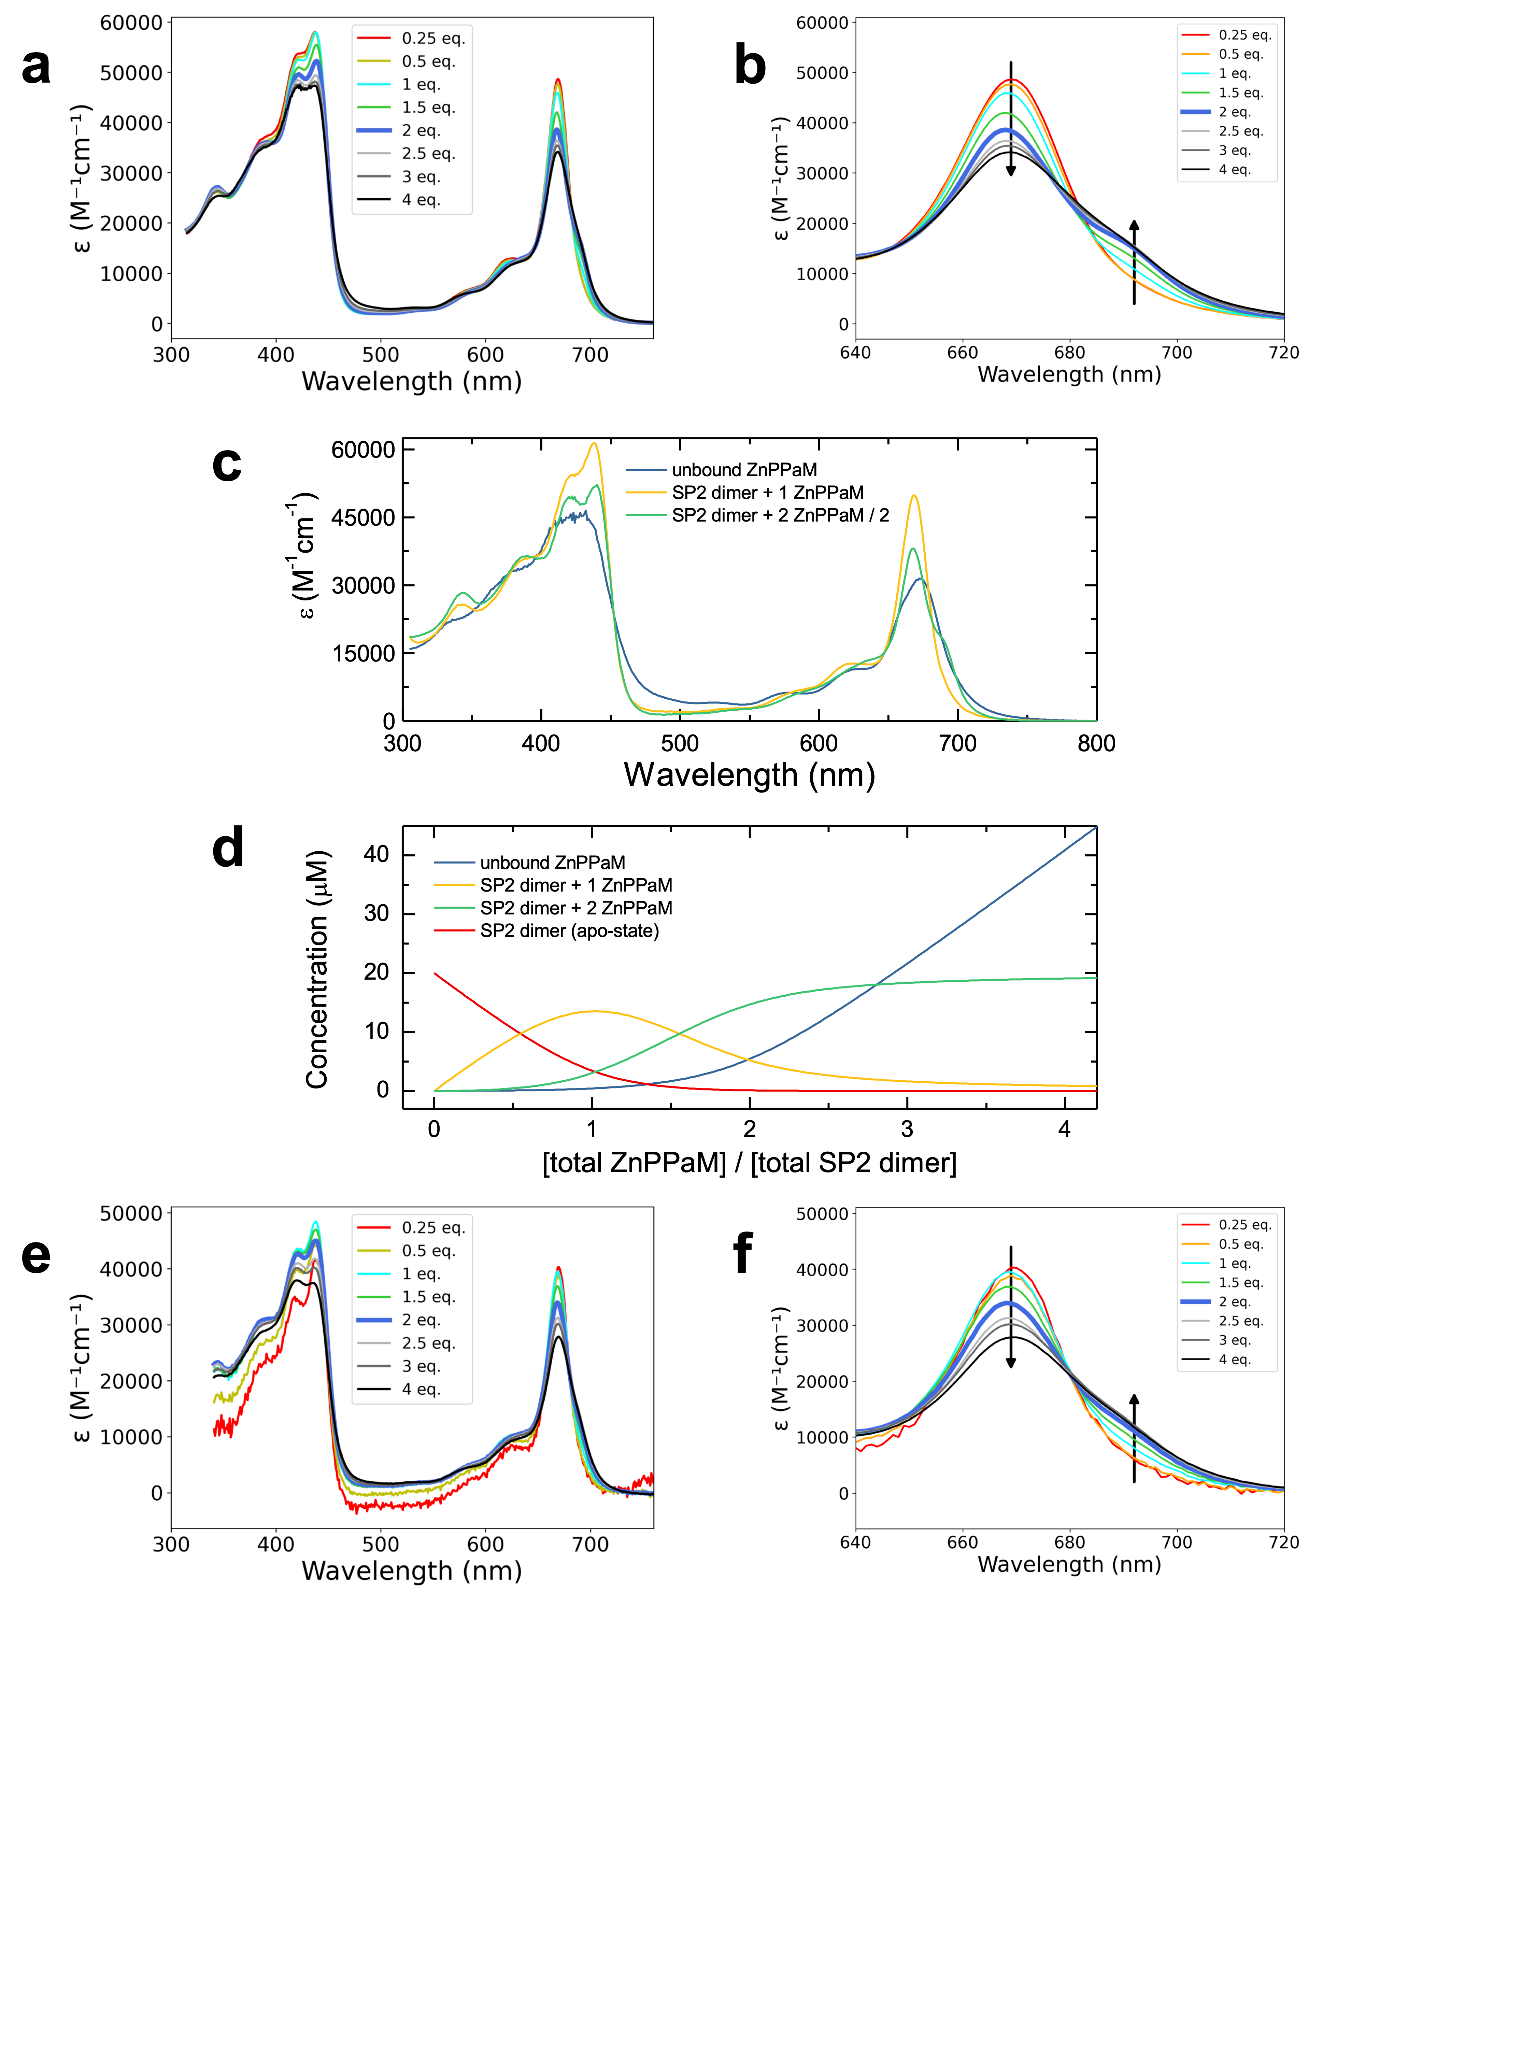 a
60000
50000
40000
30000
20000
10000
0
ε (M⁻¹cm⁻¹)
0.25 eq.
0.5 eq.
1 eq.
1.5 eq.
2 eq.
2.5 eq.
3 eq.
4 eq.
300 400 500 600 700
Wavelength (nm)
b
60000
50000
40000
30000
20000
10000
0
ε (M⁻¹cm⁻¹)
0.25 eq.
0.5 eq.
1 eq.
1.5 eq.
2 eq.
2.5 eq.
3 eq.
4 eq.
640 660 680 700 720
Wavelength (nm)
c
60000
45000
30000
15000
0
ε (M⁻¹cm⁻¹)
unbound ZnPPaM
SP2 dimer + 1 ZnPPaM
SP2 dimer + 2 ZnPPaM / 2
300 400 500 600 700 800
Wavelength (nm)
d
40
30
20
10
0
Concentration (μM)
unbound ZnPPaM
SP2 dimer + 1 ZnPPaM
SP2 dimer + 2 ZnPPaM
SP2 dimer (apo-state)
0 1 2 3 4
[total ZnPPaM] / [total SP2 dimer]
e
50000
40000
30000
20000
10000
0
ε (M⁻¹cm⁻¹)
0.25 eq.
0.5 eq.
1 eq.
1.5 eq.
2 eq.
2.5 eq.
3 eq.
4 eq.
300 400 500 600 700
Wavelength (nm)
f
50000
40000
30000
20000
10000
0
ε (M⁻¹cm⁻¹)
0.25 eq.
0.5 eq.
1 eq.
1.5 eq.
2 eq.
2.5 eq.
3 eq.
4 eq.
640 660 680 700 720
Wavelength (nm)